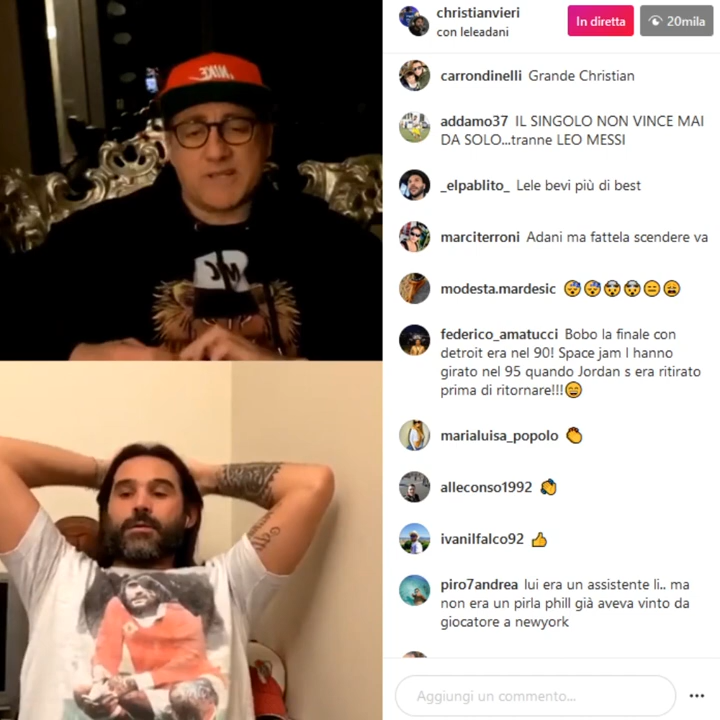 christianvieri
con leleadani
In diretta
20mila
carrondinelli Grande Christian
addamo37 IL SINGOLO NON VINCE MAI
DA SOLO...tranne LEO MESSI
_elpablito_ Lele bevi più di best
marciterroni Adani ma fattela scendere va
modesta.mardesic 😴😴🤯🤯😑😩
federico_amatucci Bobo la finale con
detroit era nel 90! Space jam l hanno
girato nel 95 quando Jordan s era ritirato
prima di ritornare!!!😄
marialuisa_popolo 👏
alleconso1992 👏
ivanilfalco92 👍
piro7andrea lui era un assistente li.. ma
non era un pirla phill già aveva vinto da
giocatore a newyork
Aggiungi un commento...
NIKE